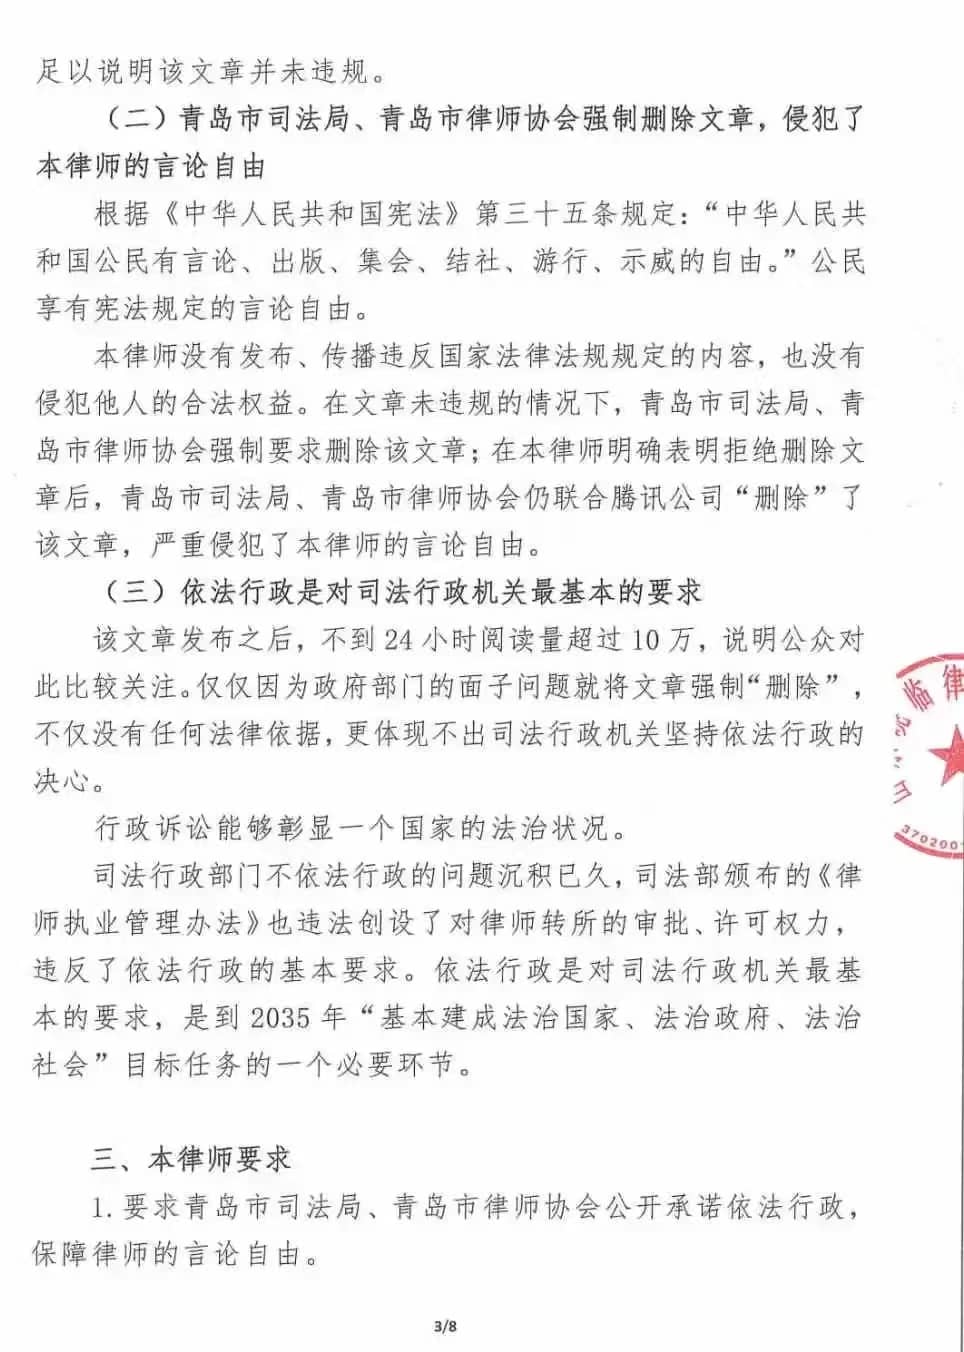 足以说明该文章并未违规。
（二）青岛市司法局、青岛市律师协会强制删除文章，侵犯了
本律师的言论自由
根据《中华人民共和国宪法》第三十五条规定：“中华人民共
和国公民有言论、出版、集会、结社、游行、示威的自由。”公民
享有宪法规定的言论自由。
本律师没有发布、传播违反国家法律法规规定的内容，也没有
侵犯他人的合法权益。在文章未违规的情况下，青岛市司法局、青
岛市律师协会强制要求删除该文章；在本律师明确表明拒绝删除文
章后，青岛市司法局、青岛市律师协会仍联合腾讯公司“删除”了
该文章，严重侵犯了本律师的言论自由。
（三）依法行政是对司法行政机关最基本的要求
该文章发布之后，不到 24 小时阅读量超过 10 万，说明公众对
此比较关注。仅仅因为政府部门的面子问题就将文章强制“删除”，
不仅没有任何法律依据，更体现不出司法行政机关坚持依法行政的
决心。
行政诉讼能够彰显一个国家的法治状况。
司法行政部门不依法行政的问题沉积已久，司法部颁布的《律
师执业管理办法》也违法创设了对律师转所的审批、许可权力，
违反了依法行政的基本要求。依法行政是对司法行政机关最基
本的要求，是到 2035 年“基本建成法治国家、法治政府、法治
社会”目标任务的一个必要环节。
三、本律师要求
1.要求青岛市司法局、青岛市律师协会公开承诺依法行政，
保障律师的言论自由。
3/8
临律
370200